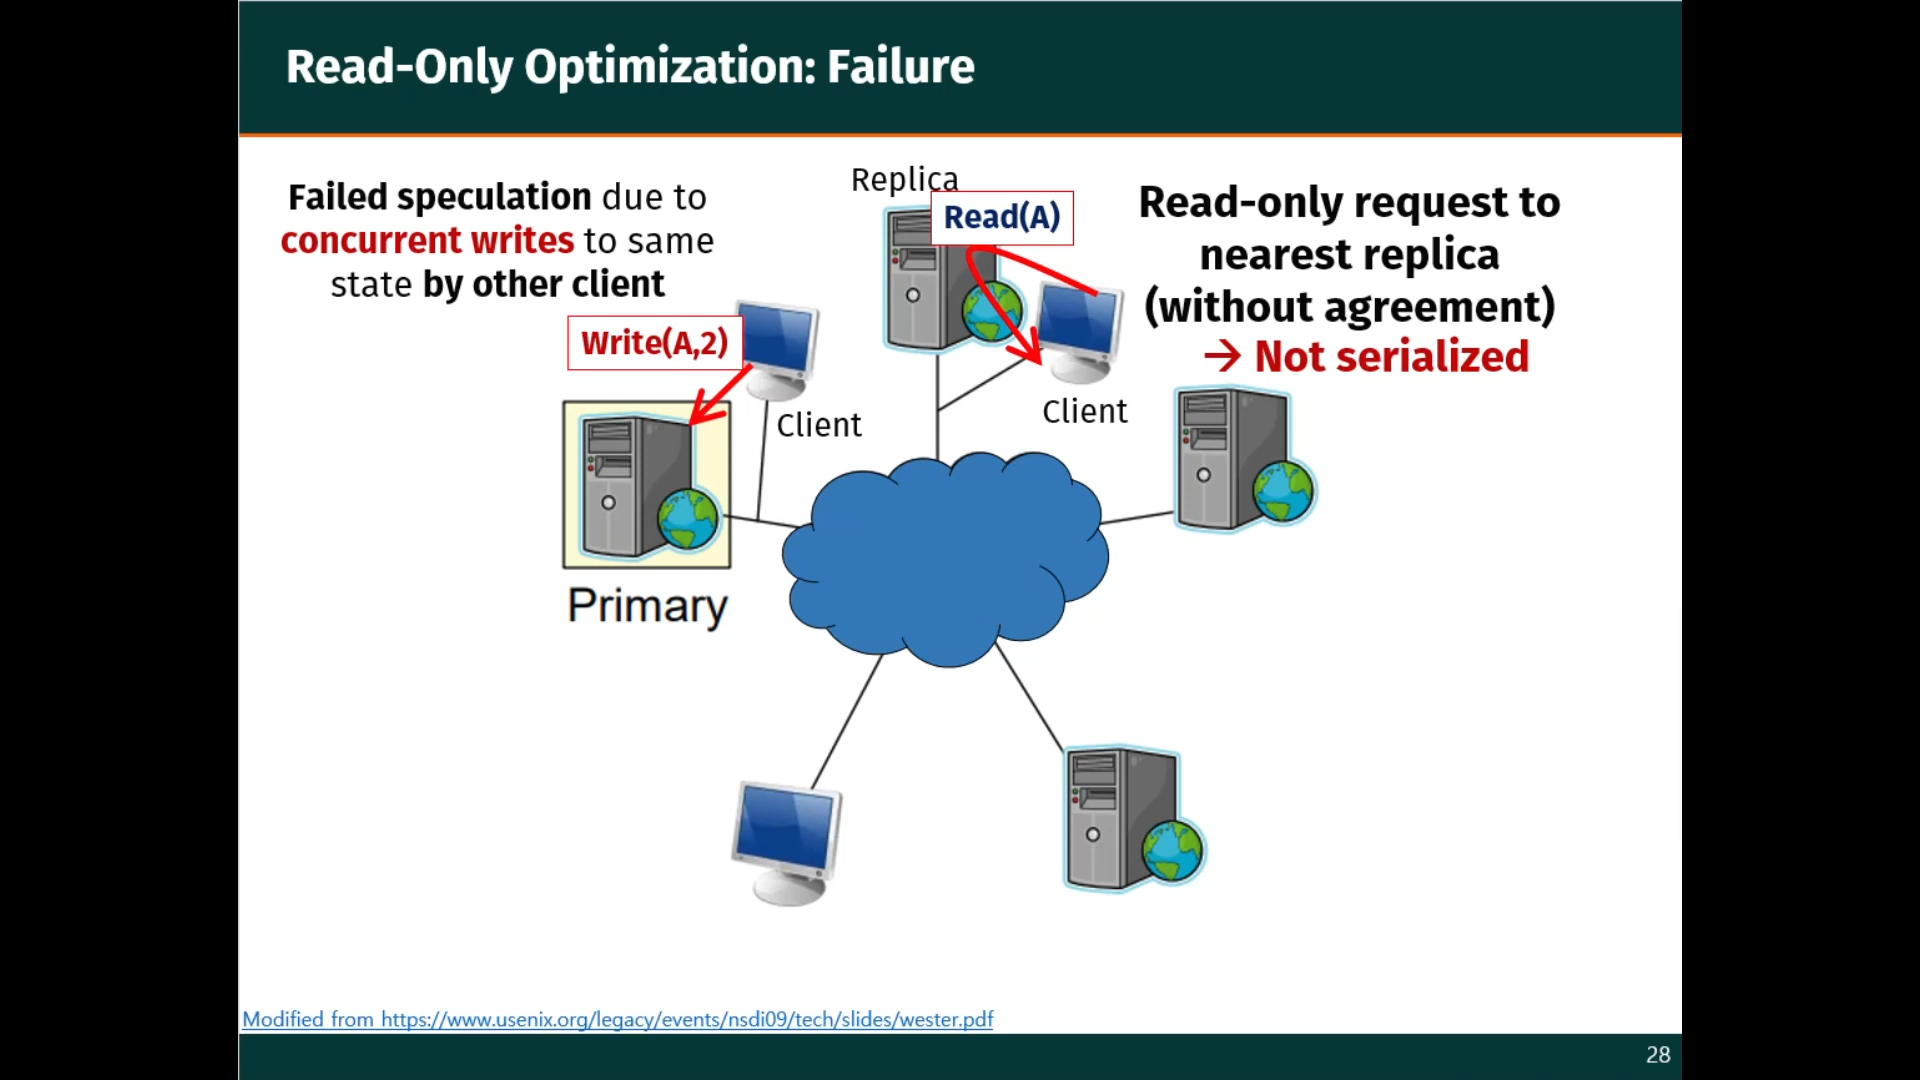 Read-Only Optimization: Failure
Failed speculation due to
concurrent writes to same
state by other client
Replica
Read(A)
Read-only request to
nearest replica
(without agreement)
→ Not serialized
Write(A,2)
Client
Client
Primary
Modified from https://www.usenix.org/legacy/events/nsdi09/tech/slides/wester.pdf
28